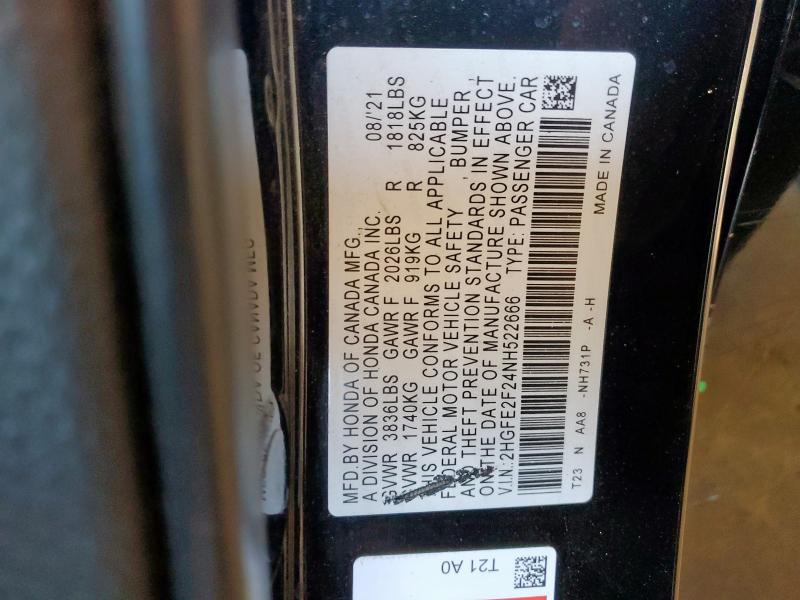 MFD.BY HONDA OF CANADA MFG., 08/'21
A DIVISION OF HONDA CANADA INC.
GVWR 3836LBS GAWR F 2026LBS R 1818LBS
GVWR 1740KG GAWR F 919KG R 825KG
THIS VEHICLE CONFORMS TO ALL APPLICABLE
FEDERAL MOTOR VEHICLE SAFETY , BUMPER ,
AND THEFT PREVENTION STANDARDS IN EFFECT
ON THE DATE OF MANUFACTURE SHOWN ABOVE.
V.I.N.:2HGFE2F24NH522666 TYPE: PASSENGER CAR
T23 N AA8 -NH731P -A -H MADE IN CANADA
T21 A0